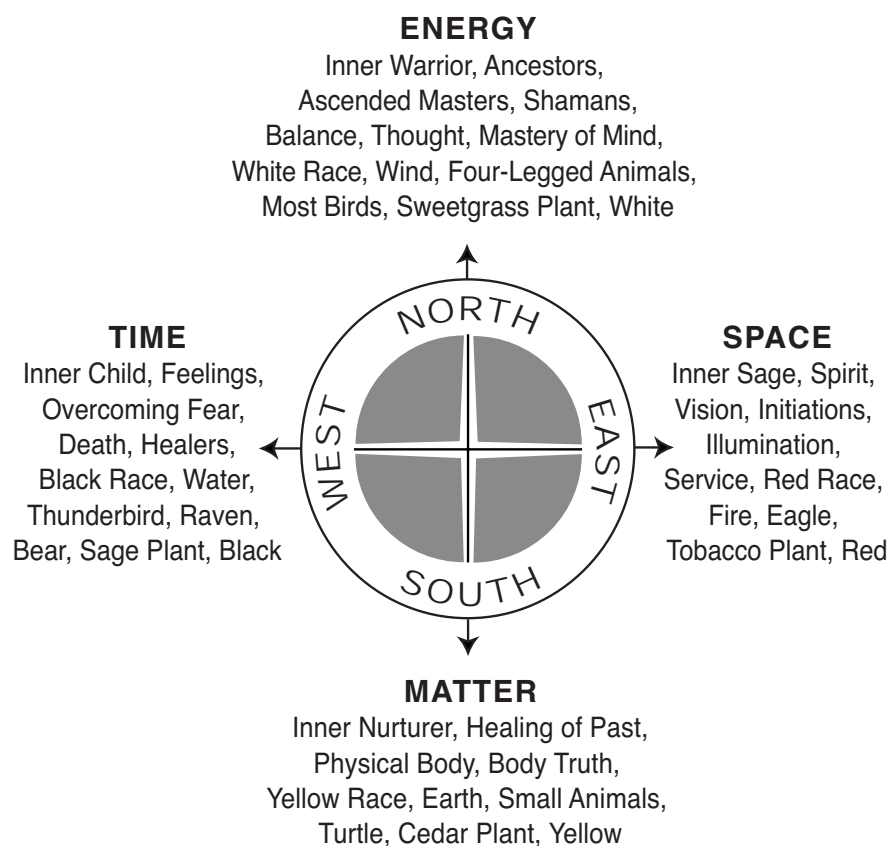 ENERGY
Inner Warrior, Ancestors,
Ascended Masters, Shamans,
Balance, Thought, Mastery of Mind,
White Race, Wind, Four-Legged Animals,
Most Birds, Sweetgrass Plant, White
NORTH
TIME
Inner Child, Feelings,
Overcoming Fear,
Death, Healers,
Black Race, Water,
Thunderbird, Raven,
Bear, Sage Plant, Black
WEST
EAST
SPACE
Inner Sage, Spirit,
Vision, Initiations,
Illumination,
Service, Red Race,
Fire, Eagle,
Tobacco Plant, Red
SOUTH
MATTER
Inner Nurturer, Healing of Past,
Physical Body, Body Truth,
Yellow Race, Earth, Small Animals,
Turtle, Cedar Plant, Yellow